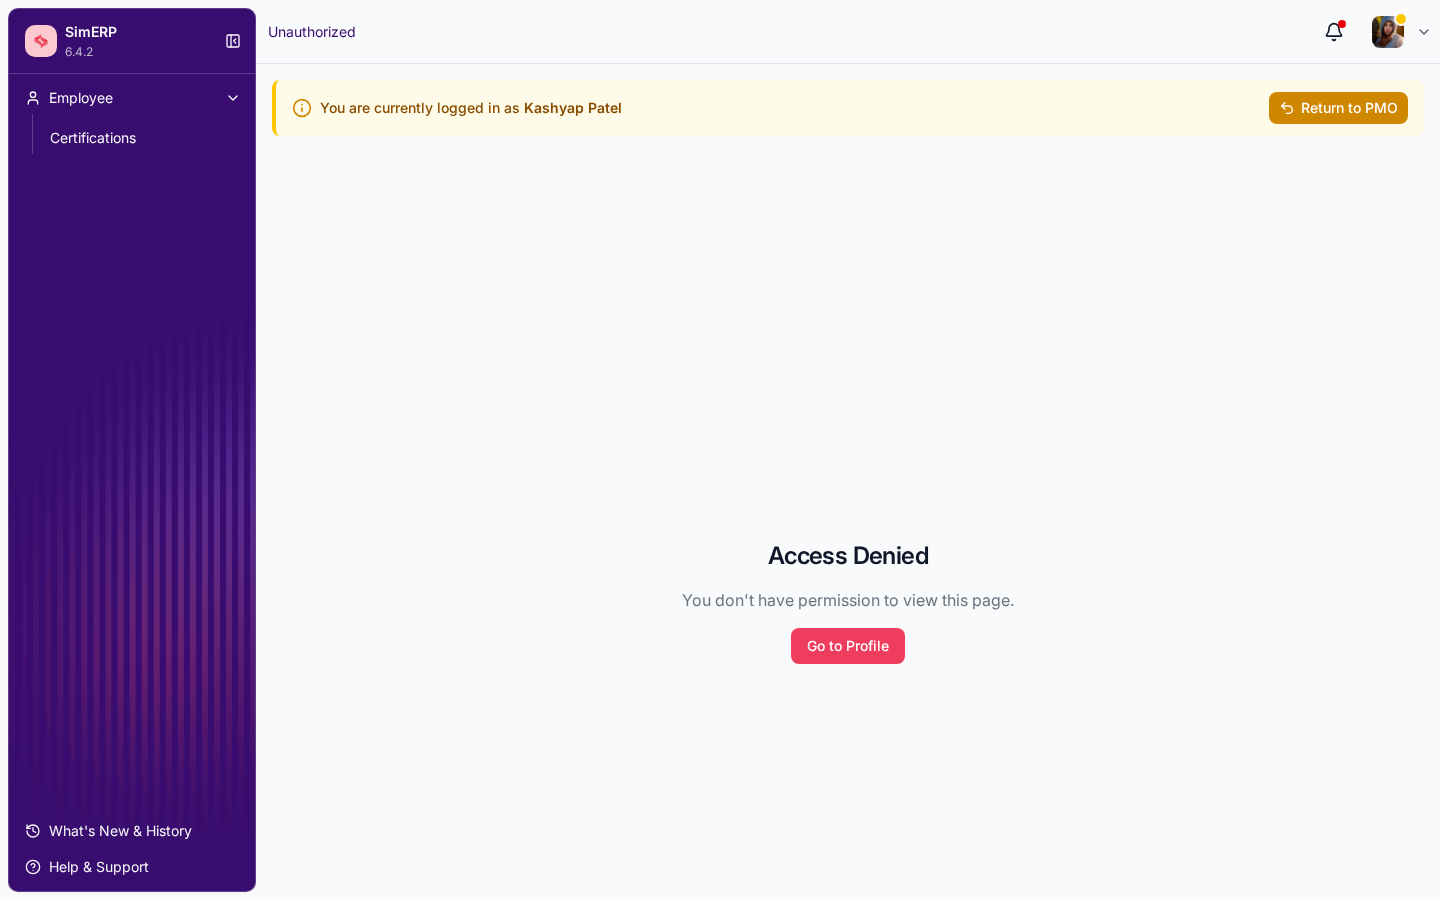 SimERP
6.4.2
Employee
Certifications
What's New & History
Help & Support
Unauthorized
You are currently logged in as Kashyap Patel
Return to PMO
Access Denied
You don't have permission to view this page.
Go to Profile